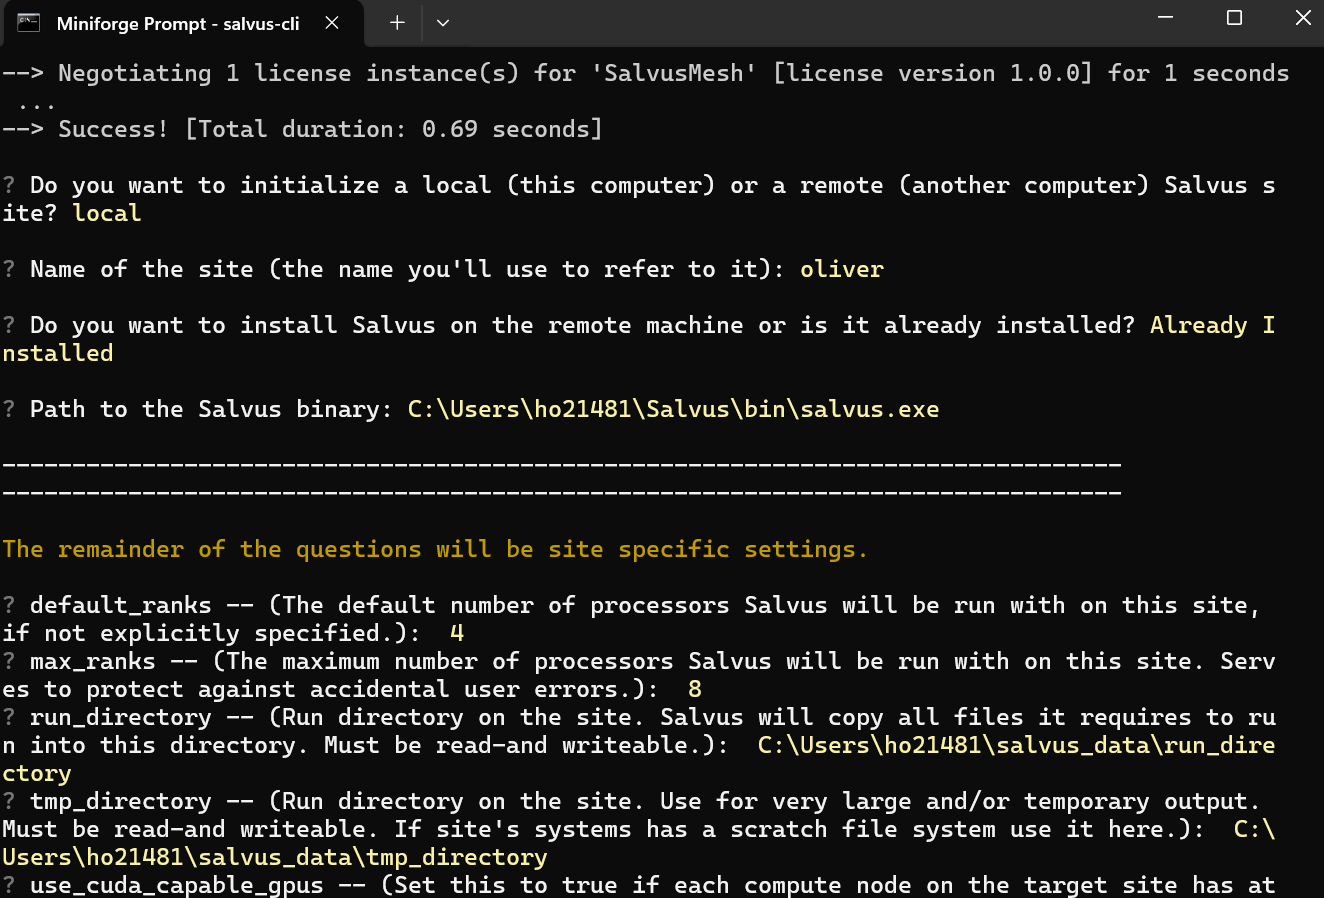 Miniforge Prompt - salvus-cli
--> Negotiating 1 license instance(s) for 'SalvusMesh' [license version 1.0.0] for 1 seconds
...
--> Success! [Total duration: 0.69 seconds]
? Do you want to initialize a local (this computer) or a remote (another computer) Salvus s
ite? local
? Name of the site (the name you'll use to refer to it): oliver
? Do you want to install Salvus on the remote machine or is it already installed? Already I
nstalled
? Path to the Salvus binary: C:\Users\ho21481\Salvus\bin\salvus.exe
--------------------------------------------------------------------------------
--------------------------------------------------------------------------------
The remainder of the questions will be site specific settings.
? default_ranks -- (The default number of processors Salvus will be run with on this site,
if not explicitly specified.):  4
? max_ranks -- (The maximum number of processors Salvus will be run with on this site. Serv
es to protect against accidental user errors.):  8
? run_directory -- (Run directory on the site. Salvus will copy all files it requires to ru
n into this directory. Must be read-and writeable.):  C:\Users\ho21481\salvus_data\run_dire
ctory
? tmp_directory -- (Run directory on the site. Use for very large and/or temporary output.
Must be read-and writeable. If site's systems has a scratch file system use it here.):  C:\
Users\ho21481\salvus_data\tmp_directory
? use_cuda_capable_gpus -- (Set this to true if each compute node on the target site has at